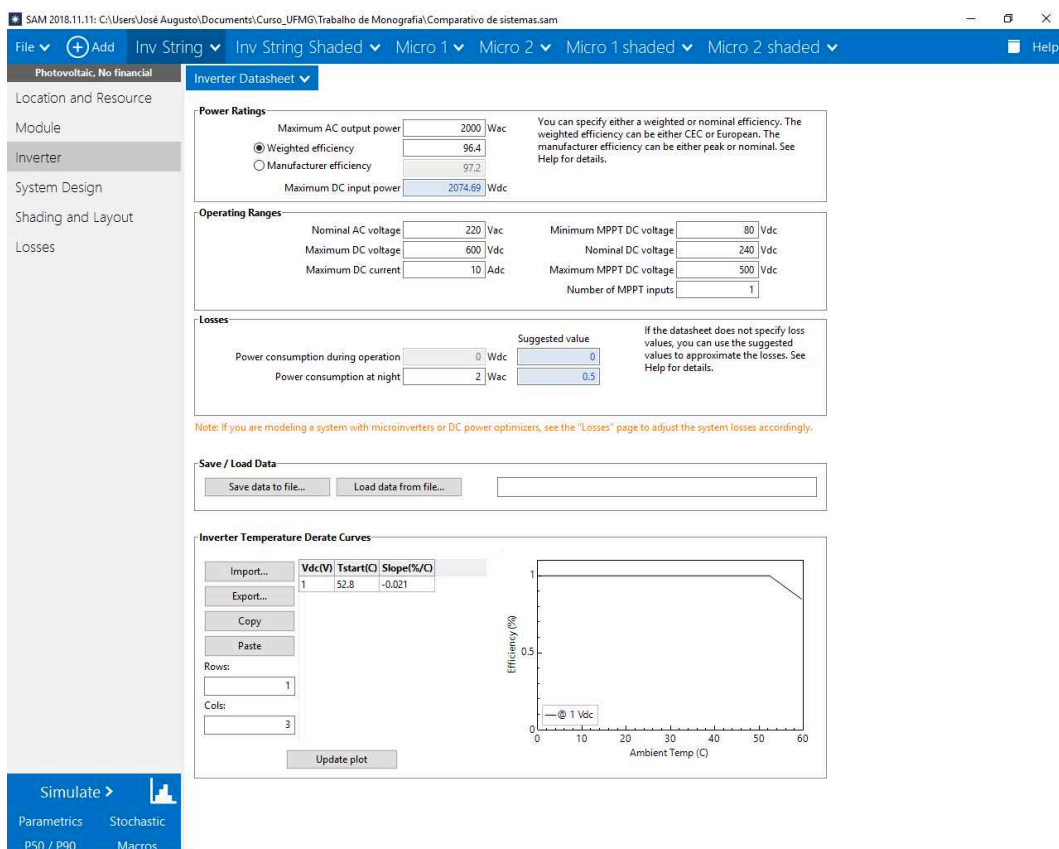 SAM 2018.11.11: C:\Users\José Augusto\Documents\Curso_UFMG\Trabalho de Monografia\Comparativo de sistemas.sam
File Add Inv String Inv String Shaded Micro 1 Micro 2 Micro 1 shaded Micro 2 shaded Help
Photovoltaic, No financial
Location and Resource
Module
Inverter
System Design
Shading and Layout
Losses
Inverter Datasheet
Power Ratings
Maximum AC output power 2000 Wac
Weighted efficiency 96.4
Manufacturer efficiency 97.2
Maximum DC input power 2074.69 Wdc
You can specify either a weighted or nominal efficiency. The
weighted efficiency can be either CEC or European. The
manufacturer efficiency can be either peak or nominal. See
Help for details.
Operating Ranges
Nominal AC voltage 220 Vac
Maximum DC voltage 600 Vdc
Maximum DC current 10 Adc
Minimum MPPT DC voltage 80 Vdc
Nominal DC voltage 240 Vdc
Maximum MPPT DC voltage 500 Vdc
Number of MPPT inputs 1
Losses
Suggested value
Power consumption during operation 0 Wdc 0
Power consumption at night 2 Wac 0.5
If the datasheet does not specify loss
values, you can use the suggested
values to approximate the losses. See
Help for details.
Note: If you are modeling a system with microinverters or DC power optimizers, see the "Losses" page to adjust the system losses accordingly.
Save / Load Data
Save data to file... Load data from file...
Inverter Temperature Derate Curves
Import...
Export...
Copy
Paste
Rows:
1
Cols:
3
Vdc(V) Tstart(C) Slope(%/C)
1 52.8 -0.021
Update plot
Efficiency (%)
1
0.5
0
@ 1 Vdc
0 10 20 30 40 50 60
Ambient Temp (C)
Simulate >
Parametrics Stochastic
P50 / P90 Macros